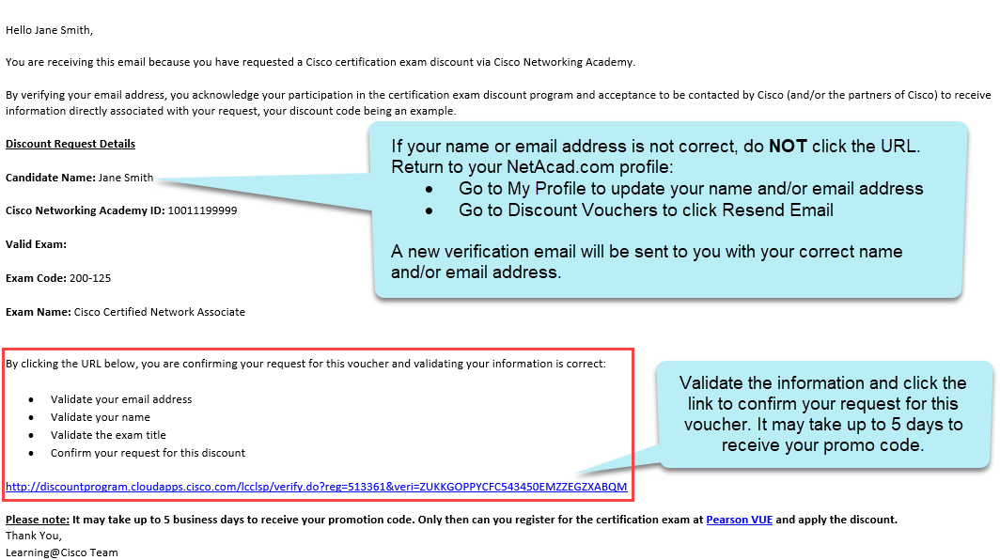 Hello Jane Smith,
You are receiving this email because you have requested a Cisco certification exam discount via Cisco Networking Academy.
By verifying your email address, you acknowledge your participation in the certification exam discount program and acceptance to be contacted by Cisco (and/or the partners of Cisco) to receive
information directly associated with your request, your discount code being an example.
Discount Request Details
Candidate Name: Jane Smith
Cisco Networking Academy ID: 10011199999
Valid Exam:
Exam Code: 200-125
Exam Name: Cisco Certified Network Associate
If your name or email address is not correct, do NOT click the URL.
Return to your NetAcad.com profile:
• Go to My Profile to update your name and/or email address
• Go to Discount Vouchers to click Resend Email
A new verification email will be sent to you with your correct name
and/or email address.
By clicking the URL below, you are confirming your request for this voucher and validating your information is correct:
• Validate your email address
• Validate your name
• Validate the exam title
• Confirm your request for this discount
http://discountprogram.cloudapps.cisco.com/lcclsp/verify.do?reg=513361&veri=ZUKKGOPPYCFC543450EMZZEGZXABQM
Validate the information and click the
link to confirm your request for this
voucher. It may take up to 5 days to
receive your promo code.
Please note: It may take up to 5 business days to receive your promotion code. Only then can you register for the certification exam at Pearson VUE and apply the discount.
Thank You,
Learning@Cisco Team